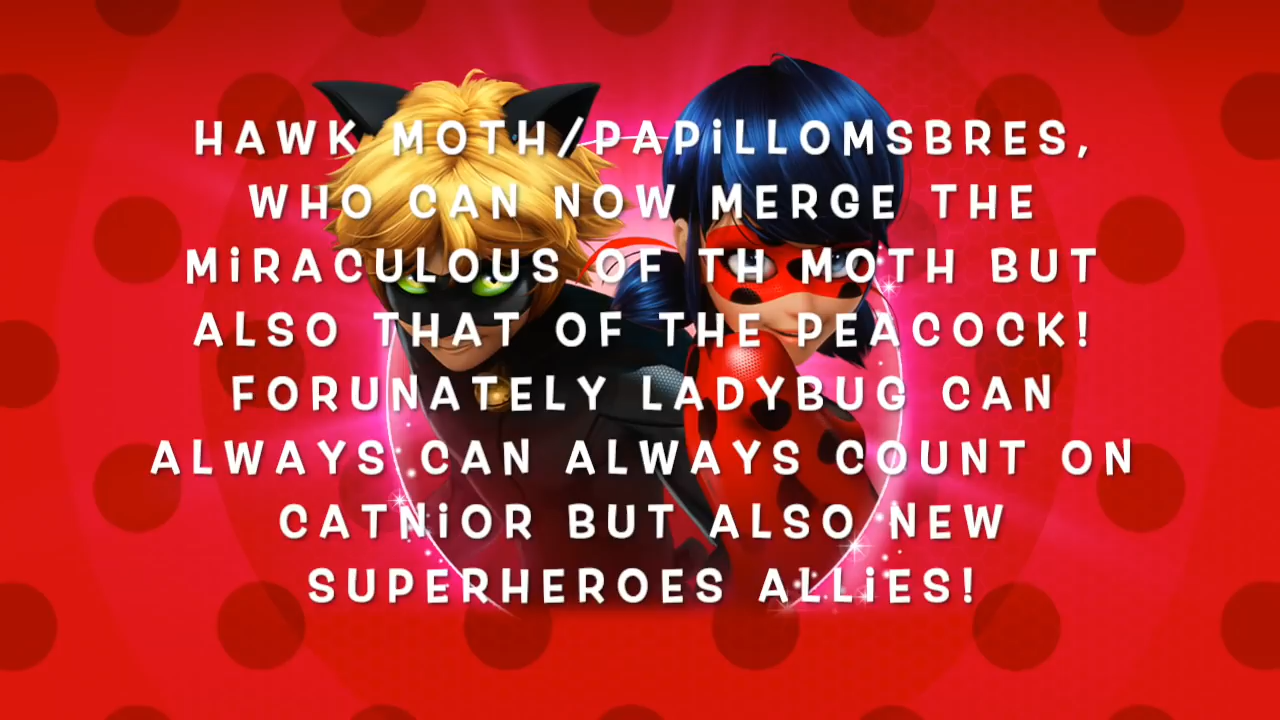 HAWK MOTH/PAPiLLOMSBRES,
WHO CAN NOW MERGE THE
MiRACULOUS OF TH MOTH BUT
ALSO THAT OF THE PEACOCK!
FORUNATELY LADYBUG CAN
ALWAYS CAN ALWAYS COUNT ON
CATNiOR BUT ALSO NEW
SUPERHEROES ALLiES!